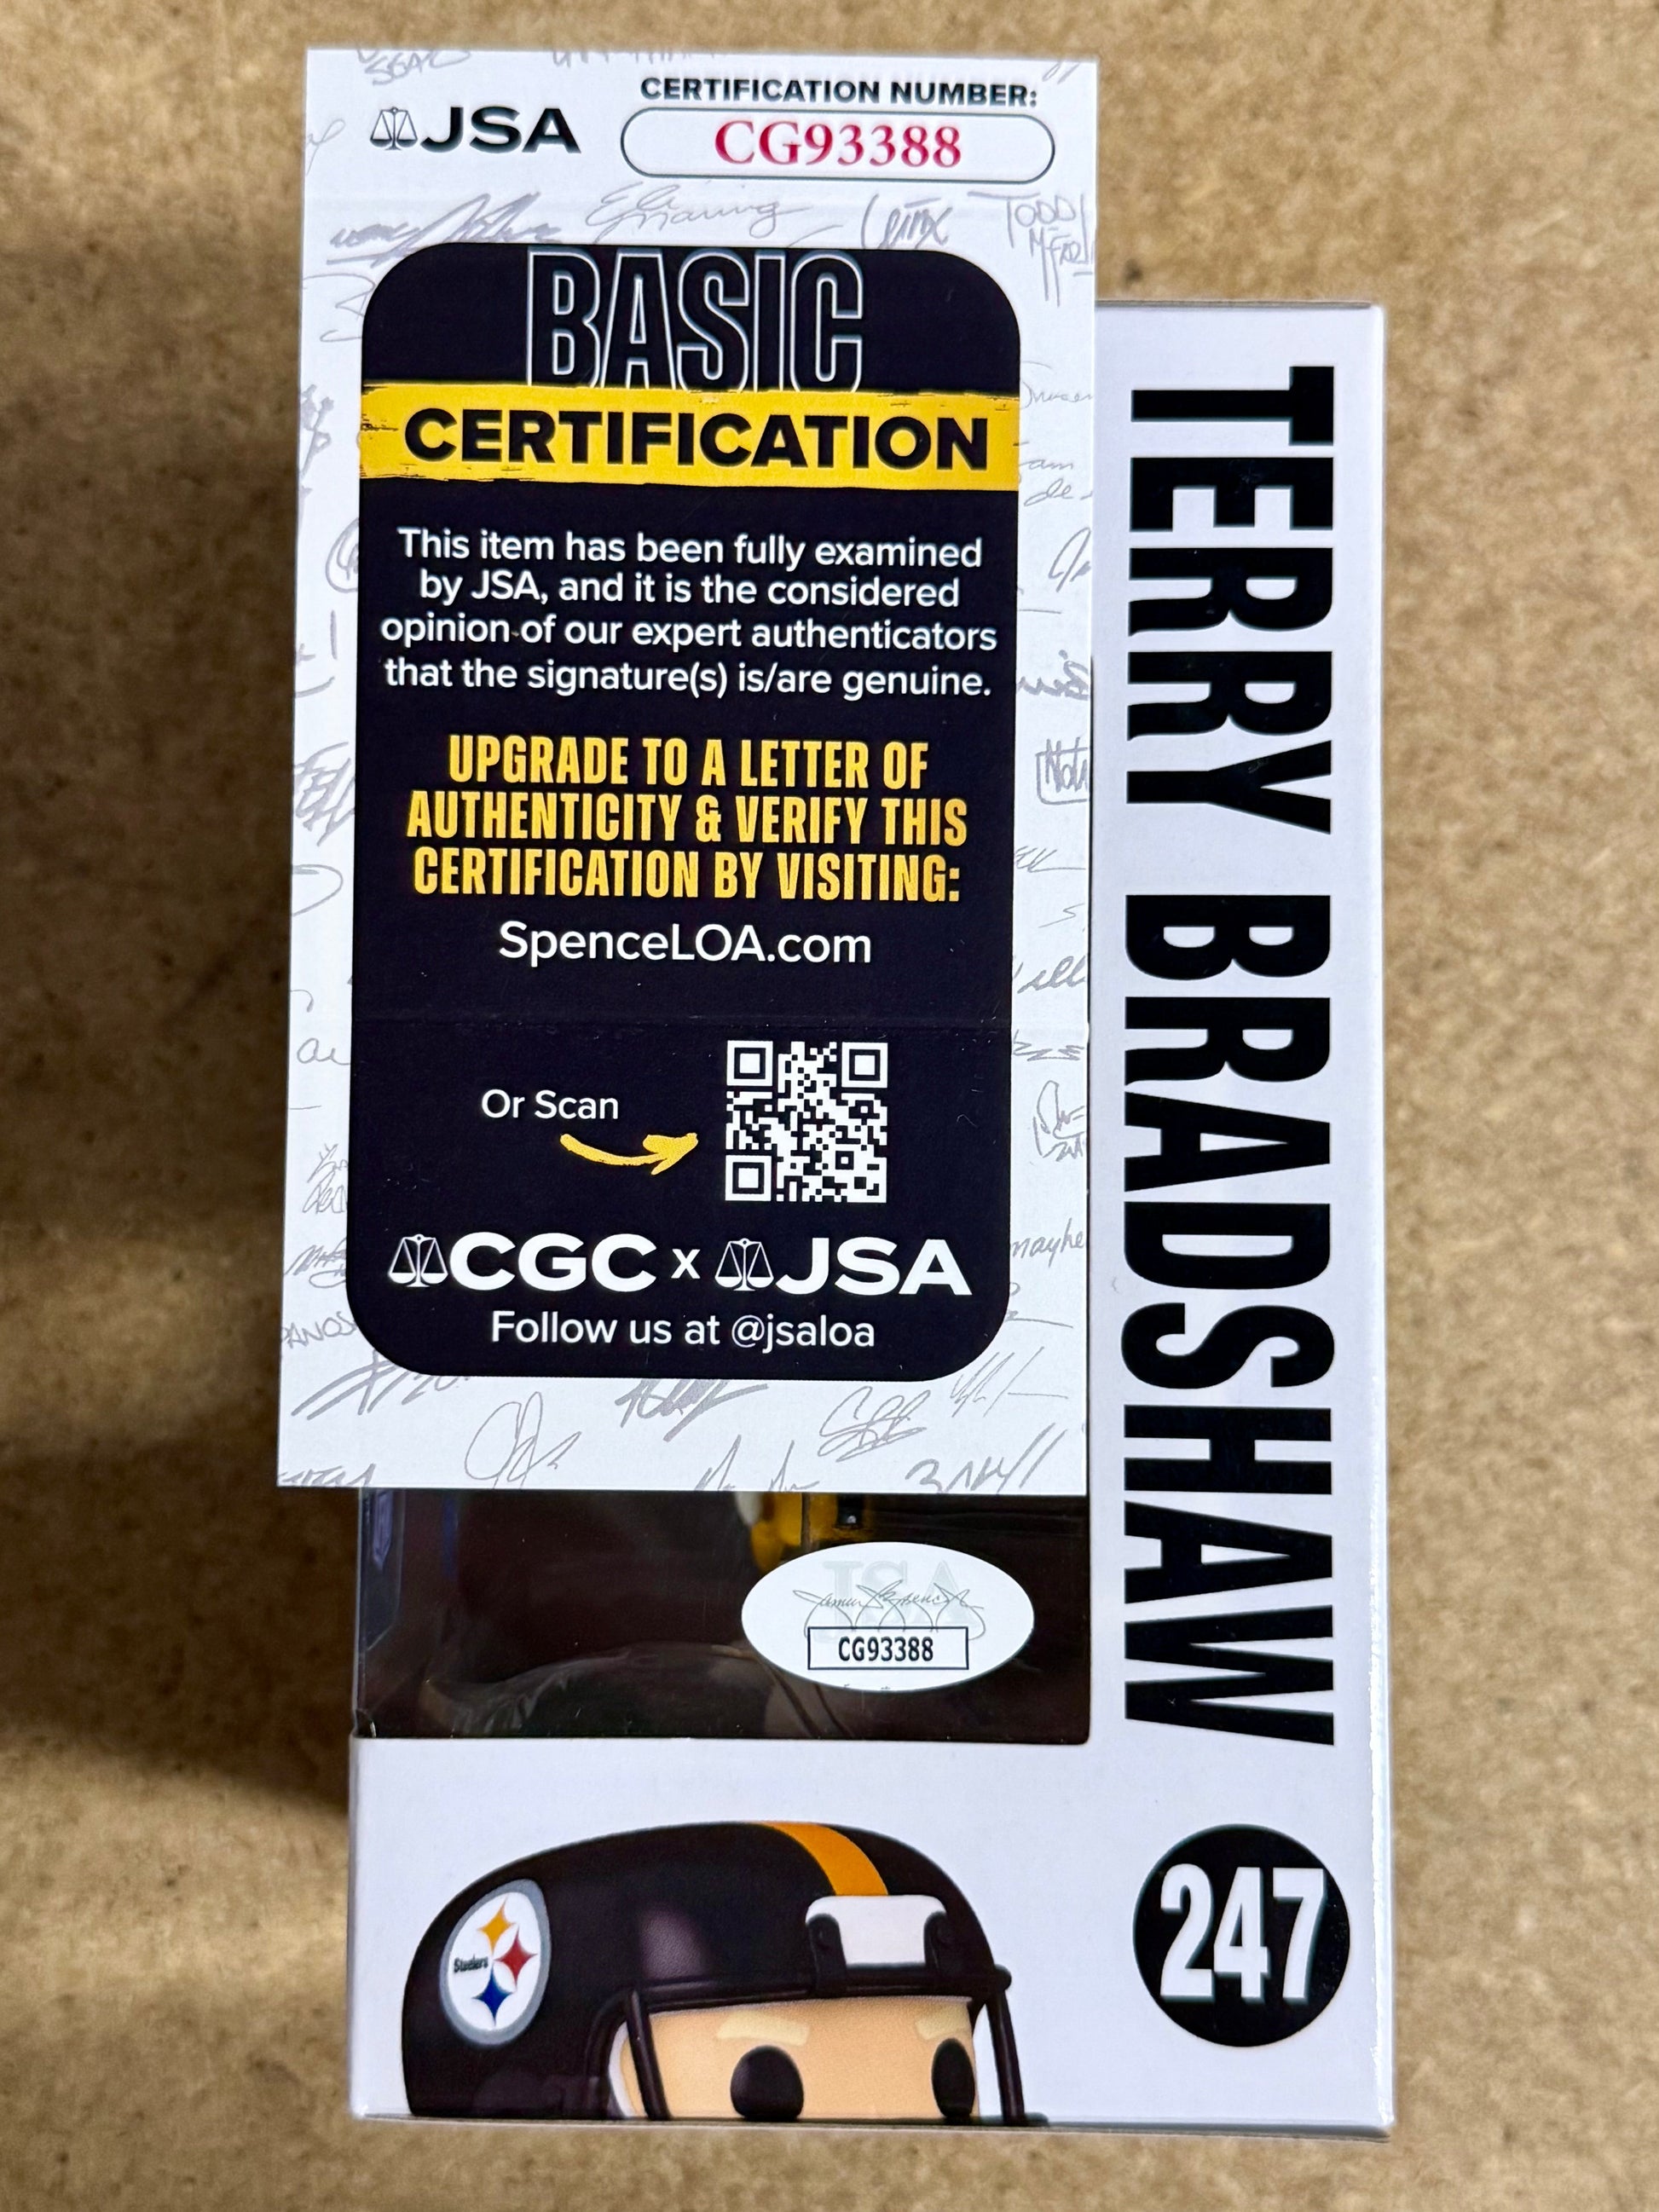 JSA
CERTIFICATION NUMBER:
CG93388
BASIC
CERTIFICATION
This item has been fully examined
by JSA, and it is the considered
opinion of our expert authenticators
that the signature(s) is/are genuine.
UPGRADE TO A LETTER OF
AUTHENTICITY & VERIFY THIS
CERTIFICATION BY VISITING:
SpenceLOA.com
Or Scan
CGC x JSA
Follow us at @jsaloa
JSA
CG93388
TERRY BRADSHAW
247
Steelers